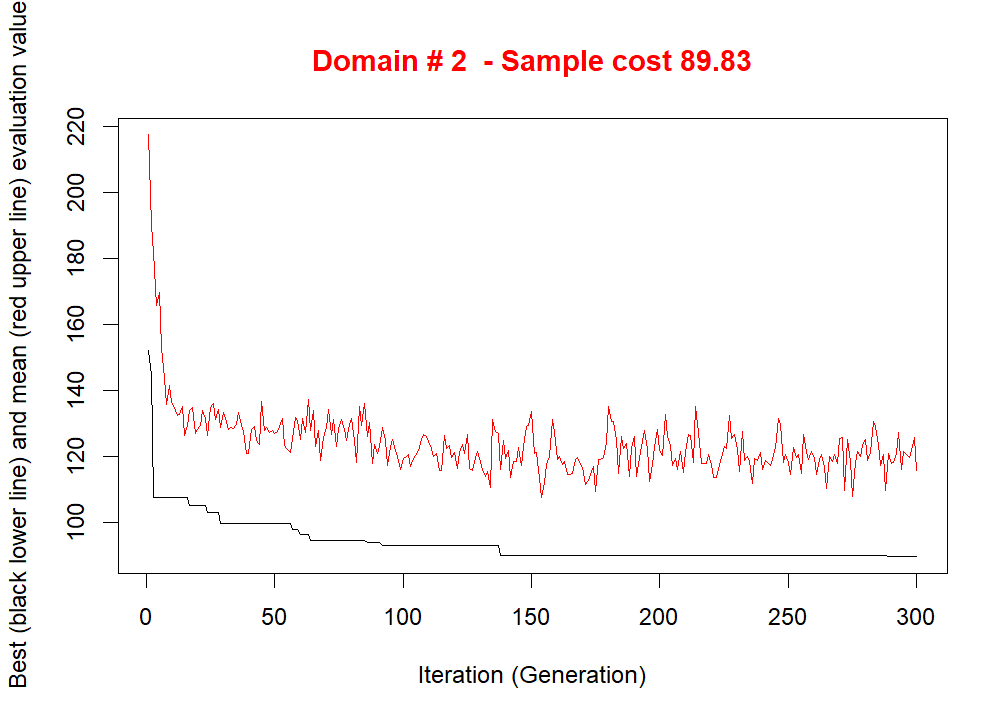 Domain # 2  - Sample cost 89.83
Best (black lower line) and mean (red upper line) evaluation value
220
200
180
160
140
120
100
0 50 100 150 200 250 300
Iteration (Generation)